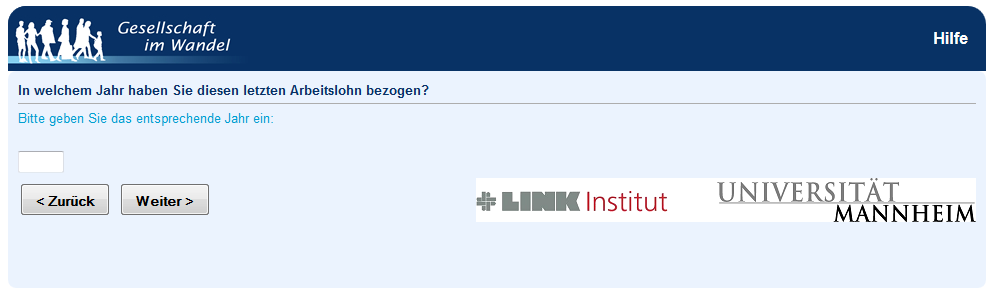 Gesellschaft
im Wandel
Hilfe
In welchem Jahr haben Sie diesen letzten Arbeitslohn bezogen?
Bitte geben Sie das entsprechende Jahr ein:
< Zurück
Weiter >
LINK Institut
UNIVERSITÄT
MANNHEIM